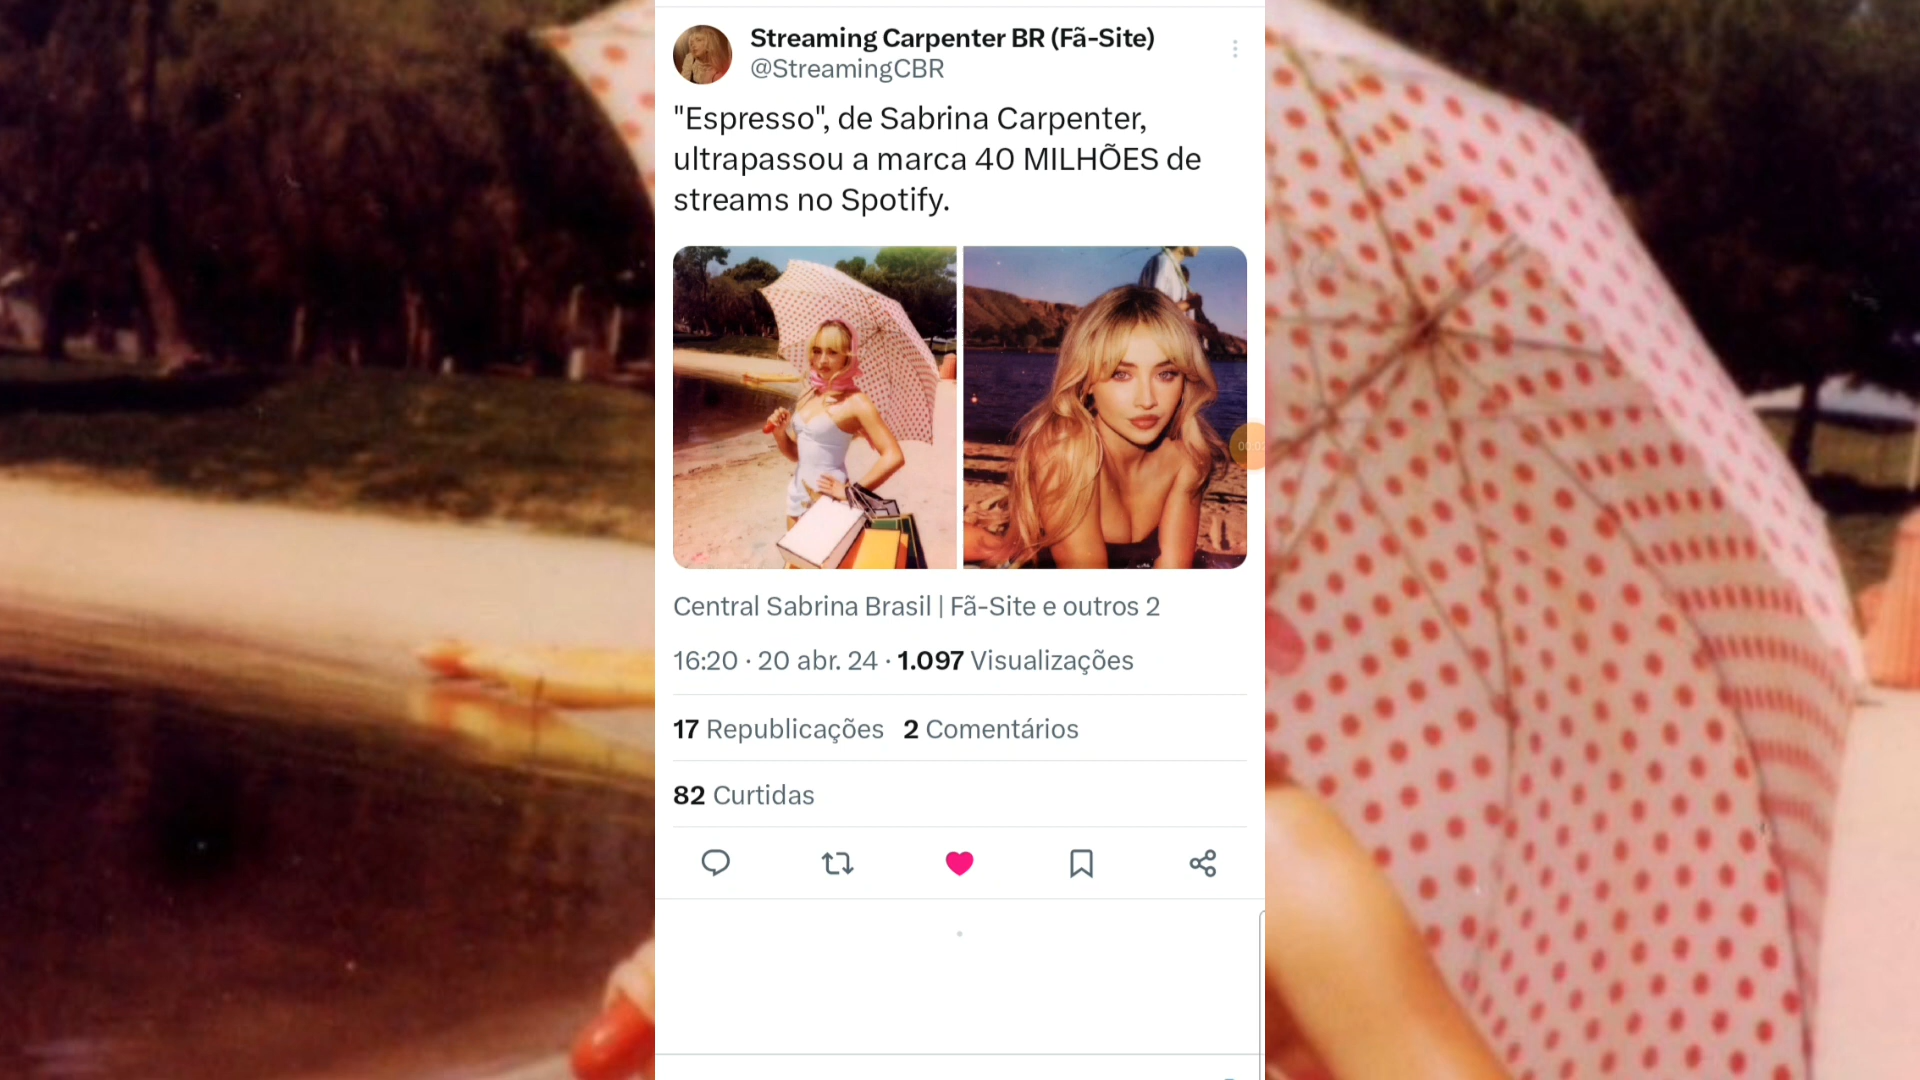 Streaming Carpenter BR (Fã-Site)
@StreamingCBR
"Espresso", de Sabrina Carpenter,
ultrapassou a marca 40 MILHÕES de
streams no Spotify.
Central Sabrina Brasil | Fã-Site e outros 2
16:20 · 20 abr. 24 · 1.097 Visualizações
17 Republicações 2 Comentários
82 Curtidas